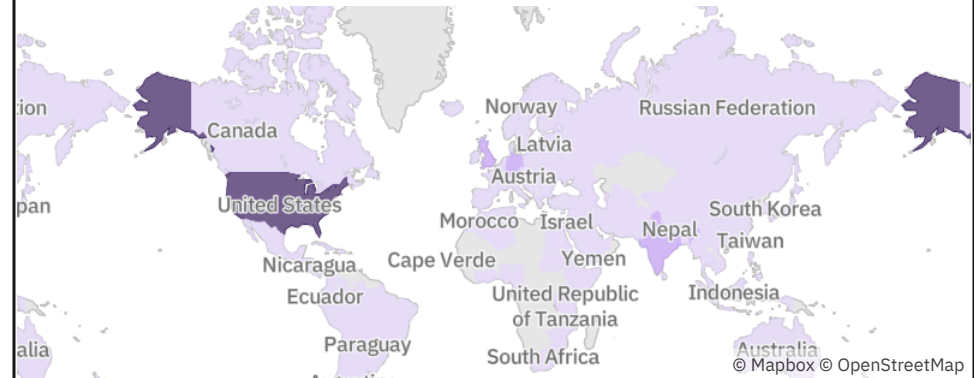 Norway
Russian Federation
ion
Canada
Latvia
Austria
United States
pan
South Korea
Morocco
Israel
Nepal
Taiwan
Nicaragua
Cape Verde
Yemen
Ecuador
United Republic
of Tanzania
Indonesia
Paraguay
South Africa
alia
Australia
© Mapbox © OpenStreetMap